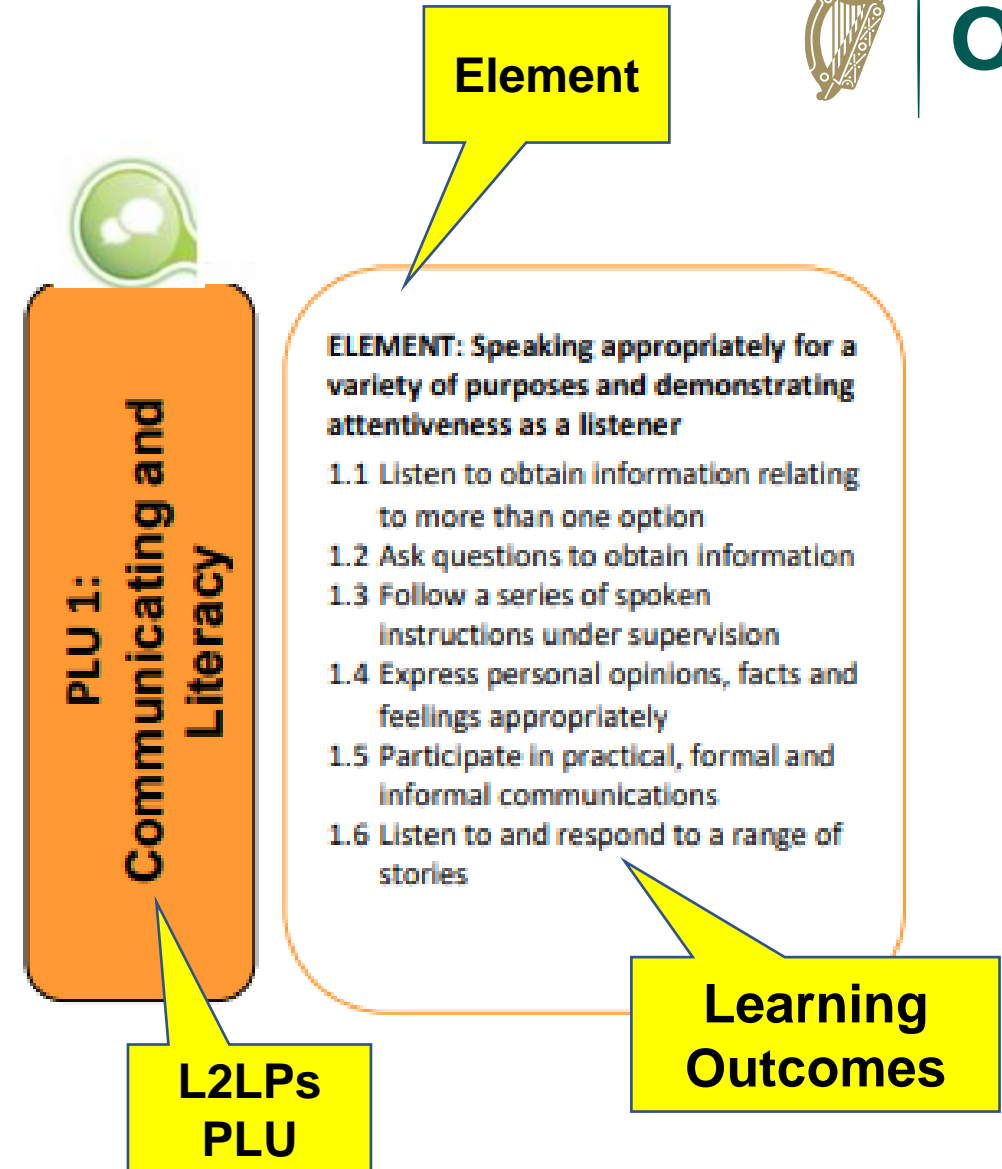 O
Element
ELEMENT: Speaking appropriately for a
variety of purposes and demonstrating
attentiveness as a listener
1.1 Listen to obtain information relating
to more than one option
1.2 Ask questions to obtain information
1.3 Follow a series of spoken
instructions under supervision
1.4 Express personal opinions, facts and
feelings appropriately
1.5 Participate in practical, formal and
informal communications
1.6 Listen to and respond to a range of
stories
PLU 1:
Communicating and
Literacy
Learning
Outcomes
L2LPs
PLU